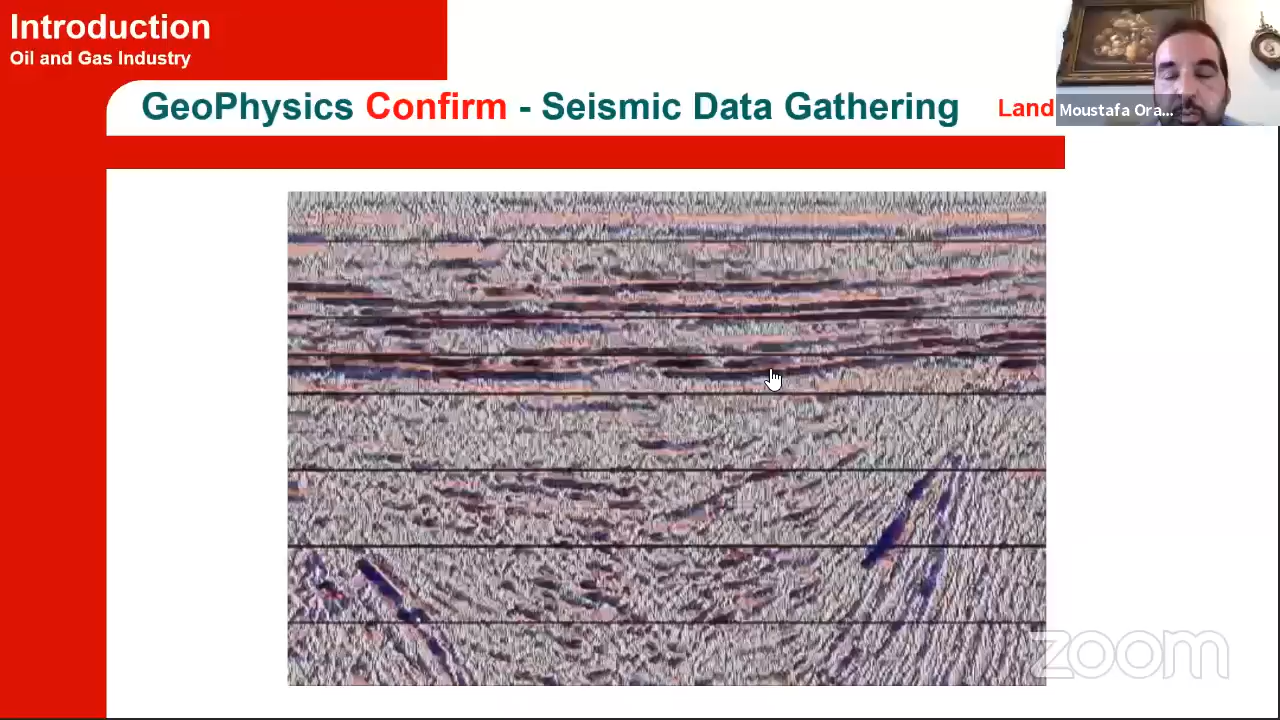 Introduction
Oil and Gas Industry
GeoPhysics Confirm - Seismic Data Gathering
Land
Moustafa Ora...
zoom